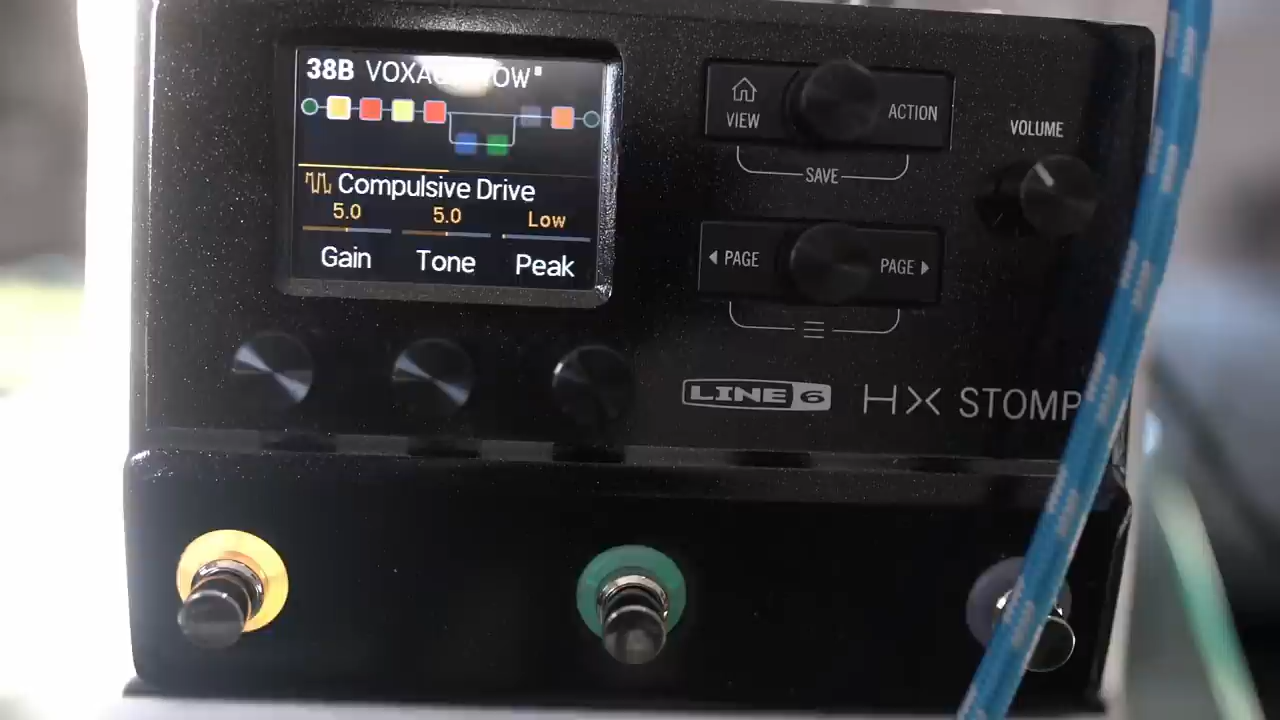 38B
Compulsive Drive
5.0 5.0 Low
Gain Tone Peak
VIEW
ACTION
SAVE
VOLUME
PAGE
PAGE
LINE 6
HX STOMP